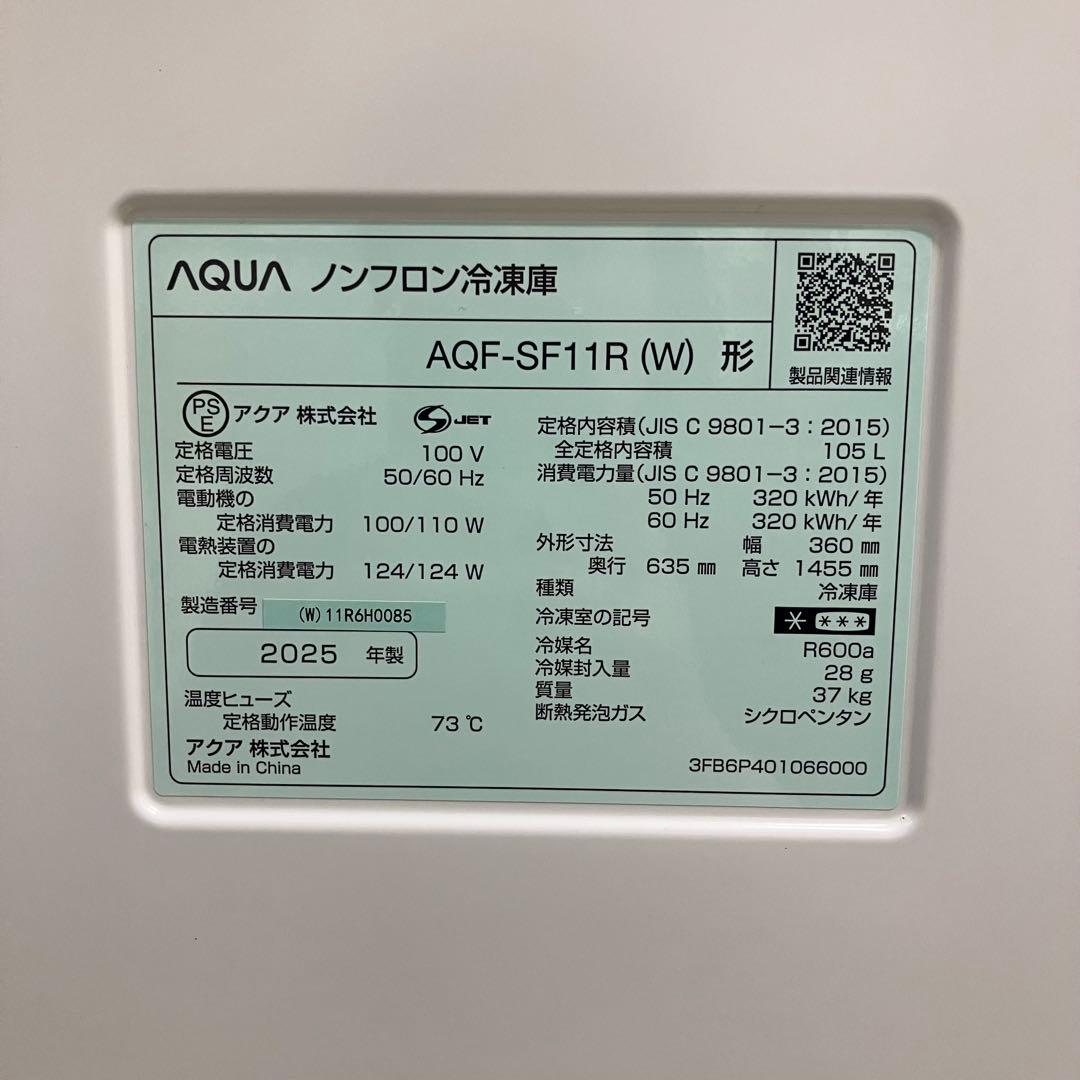 AQUA ノンフロン冷凍庫
AQF-SF11R (W) 形
製品関連情報
PSE アクア 株式会社 S JET
定格電圧 100 V
定格周波数 50/60 Hz
電動機の
定格消費電力 100/110 W
電熱装置の
定格消費電力 124/124 W
製造番号 (W) 11R6H0085
2025 年製
温度ヒューズ
定格動作温度 73 ℃
アクア 株式会社
Made in China
定格内容積(JIS C 9801-3 : 2015)
全定格内容積 105 L
消費電力量(JIS C 9801-3 : 2015)
50 Hz 320 kWh/年
60 Hz 320 kWh/年
外形寸法 幅 360 ㎜
奥行 635 ㎜ 高さ 1455 ㎜
種類 冷凍庫
冷凍室の記号 * ***
冷媒名 R600a
冷媒封入量 28 g
質量 37 kg
断熱発泡ガス シクロペンタン
3FB6P401066000